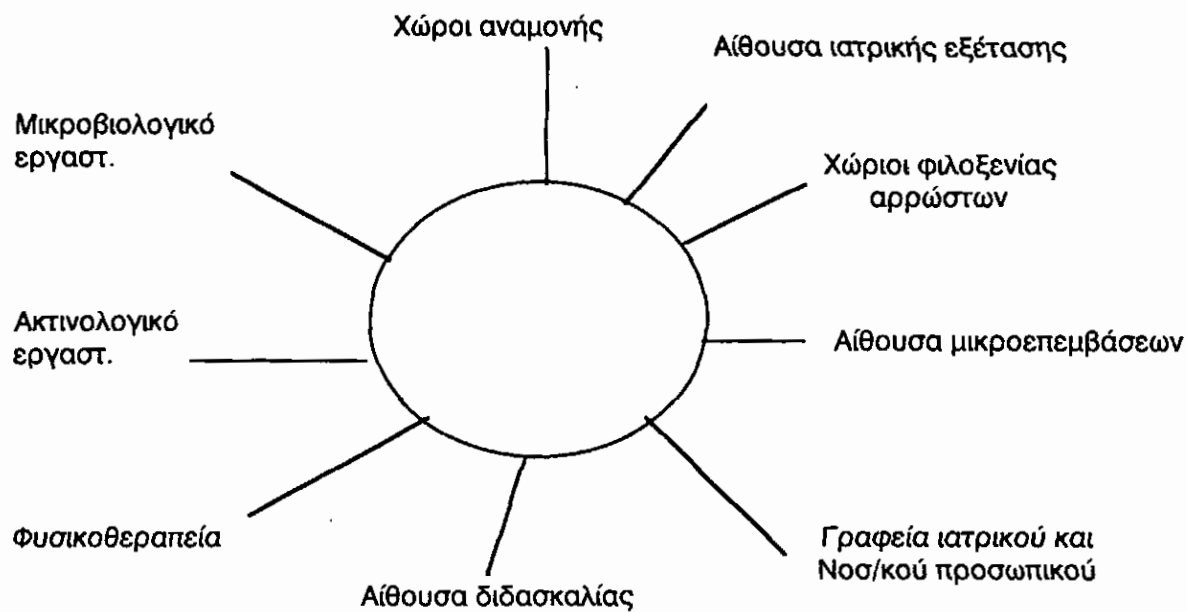 Χώροι αναμονής
Αίθουσα ιατρικής εξέτασης
Μικροβιολογικό
εργαστ.
Χώριοι φιλοξενίας
αρρώστων
Ακτινολογικό
εργαστ.
Αίθουσα μικροεπεμβάσεων
Φυσικοθεραπεία
Γραφεία ιατρικού και
Νοσ/κού προσωπικού
Αίθουσα διδασκαλίας